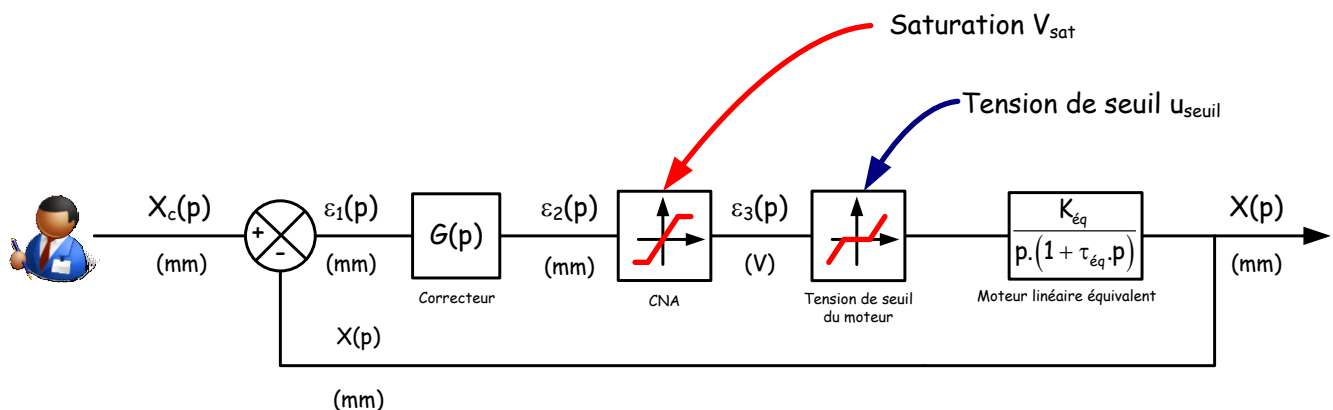 Saturation Vsat
Tension de seuil useuil
Xc(p)
(mm)
+
-
ε1(p)
(mm)
G(p)
Correcteur
ε2(p)
(mm)
CNA
ε3(p)
(V)
Tension de seuil
du moteur
Kéq
p.(1 + τéq.p)
Moteur linéaire équivalent
X(p)
(mm)
X(p)
(mm)